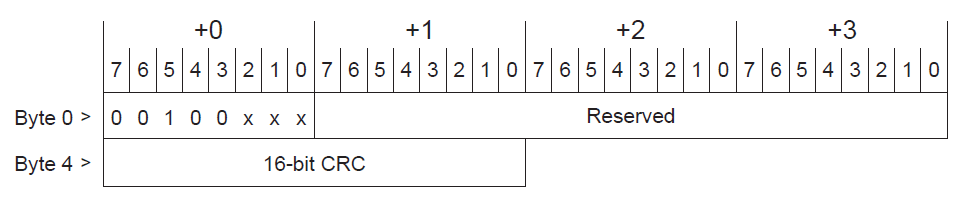 +0 +1 +2 +3
7 6 5 4 3 2 1 0 7 6 5 4 3 2 1 0 7 6 5 4 3 2 1 0 7 6 5 4 3 2 1 0
Byte 0 > 0 0 1 0 0 x x x Reserved
Byte 4 > 16-bit CRC